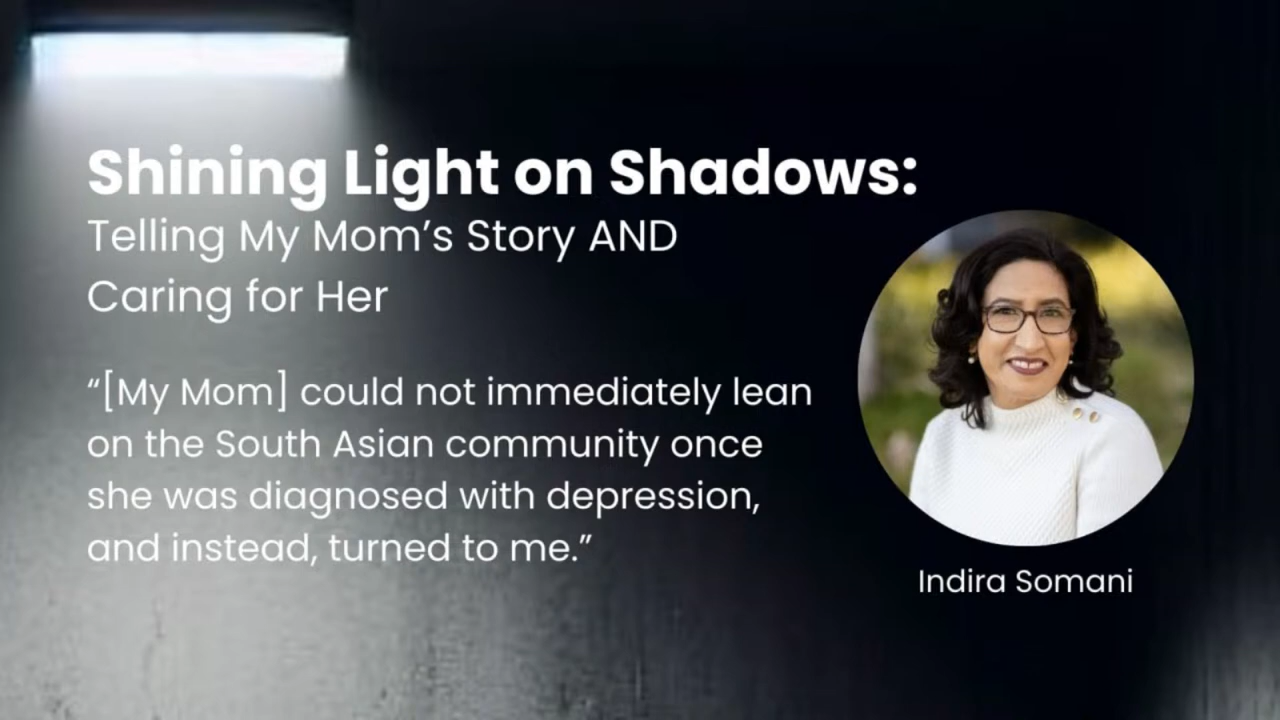 Shining Light on Shadows:
Telling My Mom’s Story AND
Caring for Her
“[My Mom] could not immediately lean
on the South Asian community once
she was diagnosed with depression,
and instead, turned to me.”
Indira Somani